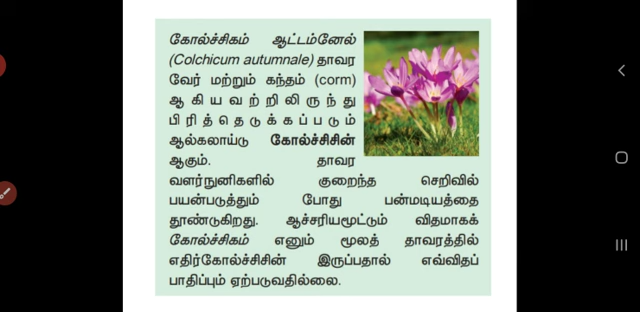 கோல்ச்சிகம் ஆட்டம்னேல்
(Colchicum autumnale) தாவர
வேர் மற்றும் கந்தம் (corm)
ஆகியவற்றிலிருந்து
பிரித்தெடுக்கப்படும்
ஆல்கலாய்டு கோல்ச்சிசின்
ஆகும். தாவர
வளர்நுனிகளில் குறைந்த செறிவில்
பயன்படுத்தும் போது பன்மடியத்தை
தூண்டுகிறது. ஆச்சரியமூட்டும் விதமாகக்
கோல்ச்சிகம் எனும் மூலத் தாவரத்தில்
எதிர்கோல்ச்சிசின் இருப்பதால் எவ்விதப்
பாதிப்பும் ஏற்படுவதில்லை.